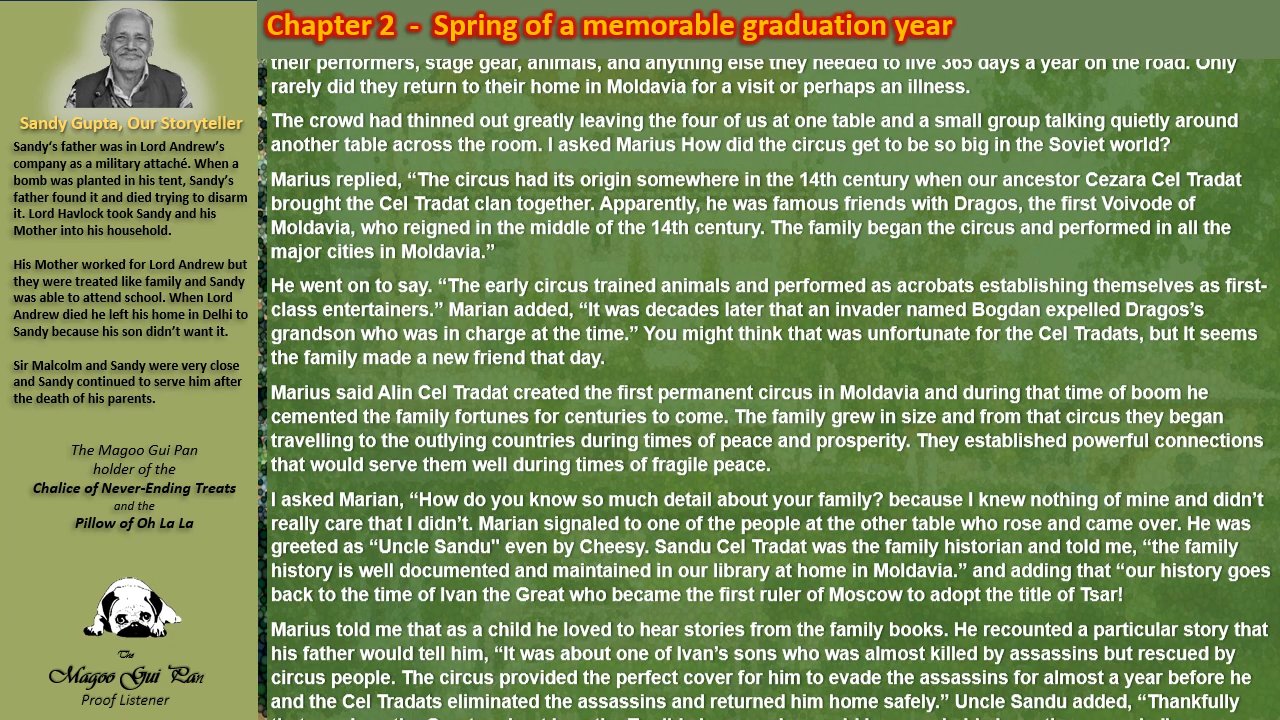 Chapter 2 - Spring of a memorable graduation year
Sandy Gupta, Our Storyteller
Sandy‘s father was in Lord Andrew’s
company as a military attaché. When a
bomb was planted in his tent, Sandy’s
father found it and died trying to disarm
it. Lord Havlock took Sandy and his
Mother into his household.
His Mother worked for Lord Andrew but
they were treated like family and Sandy
was able to attend school. When Lord
Andrew died he left his home in Delhi to
Sandy because his son didn’t want it.
Sir Malcolm and Sandy were very close
and Sandy continued to serve him after
the death of his parents.
The Magoo Gui Pan
holder of the
Chalice of Never-Ending Treats
and the
Pillow of Oh La La
The
Magoo Gui Pan
Proof Listener
their performers, stage gear, animals, and anything else they needed to live 365 days a year on the road. Only
rarely did they return to their home in Moldavia for a visit or perhaps an illness.
The crowd had thinned out greatly leaving the four of us at one table and a small group talking quietly around
another table across the room. I asked Marius How did the circus get to be so big in the Soviet world?
Marius replied, “The circus had its origin somewhere in the 14th century when our ancestor Cezara Cel Tradat
brought the Cel Tradat clan together. Apparently, he was famous friends with Dragos, the first Voivode of
Moldavia, who reigned in the middle of the 14th century. The family began the circus and performed in all the
major cities in Moldavia.”
He went on to say. “The early circus trained animals and performed as acrobats establishing themselves as first-
class entertainers.” Marian added, “It was decades later that an invader named Bogdan expelled Dragos’s
grandson who was in charge at the time.” You might think that was unfortunate for the Cel Tradats, but It seems
the family made a new friend that day.
Marius said Alin Cel Tradat created the first permanent circus in Moldavia and during that time of boom he
cemented the family fortunes for centuries to come. The family grew in size and from that circus they began
travelling to the outlying countries during times of peace and prosperity. They established powerful connections
that would serve them well during times of fragile peace.
I asked Marian, “How do you know so much detail about your family? because I knew nothing of mine and didn’t
really care that I didn’t. Marian signaled to one of the people at the other table who rose and came over. He was
greeted as “Uncle Sandu" even by Cheesy. Sandu Cel Tradat was the family historian and told me, “the family
history is well documented and maintained in our library at home in Moldavia.” and adding that “our history goes
back to the time of Ivan the Great who became the first ruler of Moscow to adopt the title of Tsar!
Marius told me that as a child he loved to hear stories from the family books. He recounted a particular story that
his father would tell him, “It was about one of Ivan’s sons who was almost killed by assassins but rescued by
circus people. The circus provided the perfect cover for him to evade the assassins for almost a year before he
and the Cel Tradats eliminated the assassins and returned him home safely.” Uncle Sandu added, “Thankfully